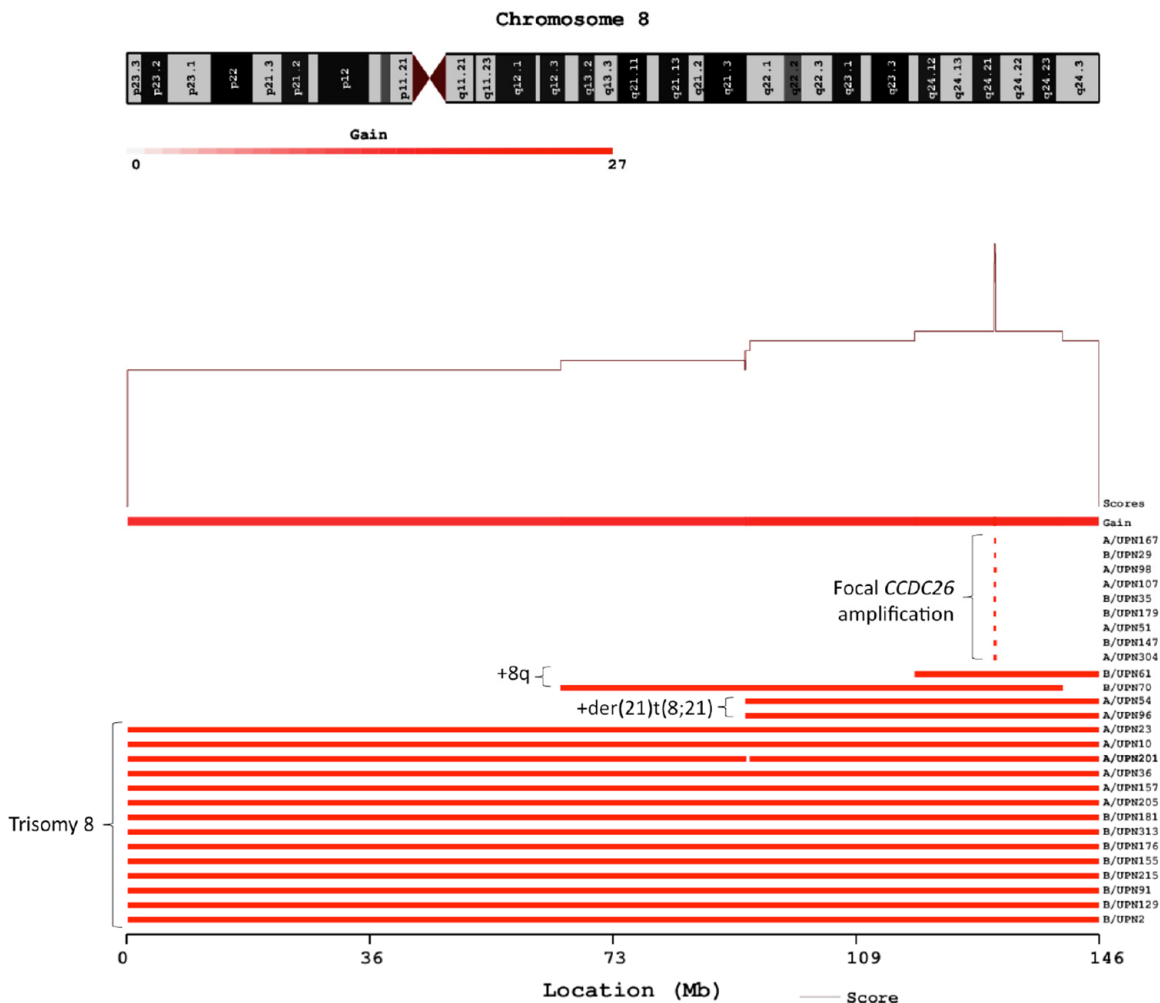 Chromosome 8
p23.3 p23.2 p23.1 p22 p21.3 p21.2 p12 p11.21 q11.21 q11.23 q12.1 q12.3 q13.2 q13.3 q21.11 q21.13 q21.2 q21.3 q22.1 q22.2 q22.3 q23.1 q23.3 q24.12 q24.13 q24.21 q24.22 q24.23 q24.3
Gain
0 27
Scores
Gain
A/UPN167
B/UPN29
A/UPN98
A/UPN107
B/UPN35
B/UPN179
A/UPN51
B/UPN147
A/UPN304
Focal CCDC26
amplification
B/UPN61
+8q
B/UPN70
A/UPN54
+der(21)t(8;21)
A/UPN96
A/UPN23
A/UPN10
A/UPN201
A/UPN36
A/UPN157
A/UPN205
B/UPN181
Trisomy 8
B/UPN313
B/UPN176
B/UPN155
B/UPN215
B/UPN91
B/UPN129
B/UPN2
0 36 73 109 146
Location (Mb)
Score